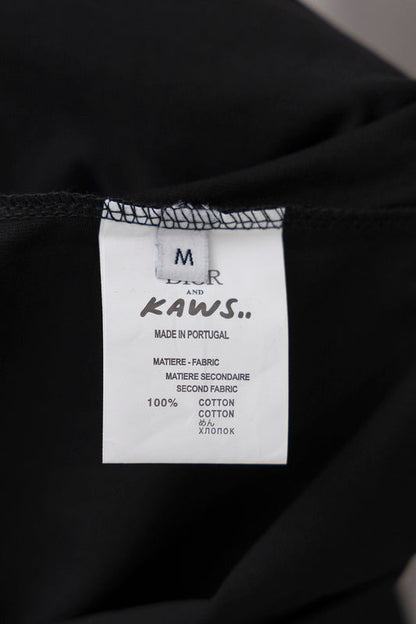 M
DIOR
AND
KAWS..
MADE IN PORTUGAL
MATIERE - FABRIC
MATIERE SECONDAIRE
SECOND FABRIC
100% COTTON
COTTON
めん
ХЛОПОК